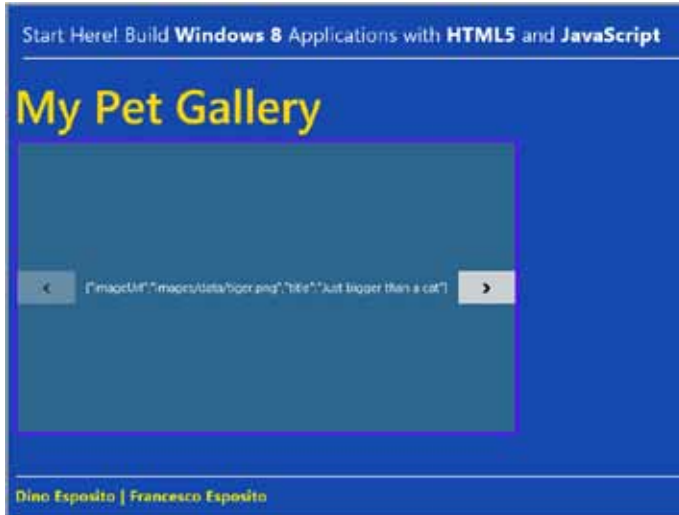 Start Here! Build Windows 8 Applications with HTML5 and JavaScript
My Pet Gallery
{"imageUrl":"images/data/tiger.png","title":"Just bigger than a cat"}
Dino Esposito | Francesco Esposito